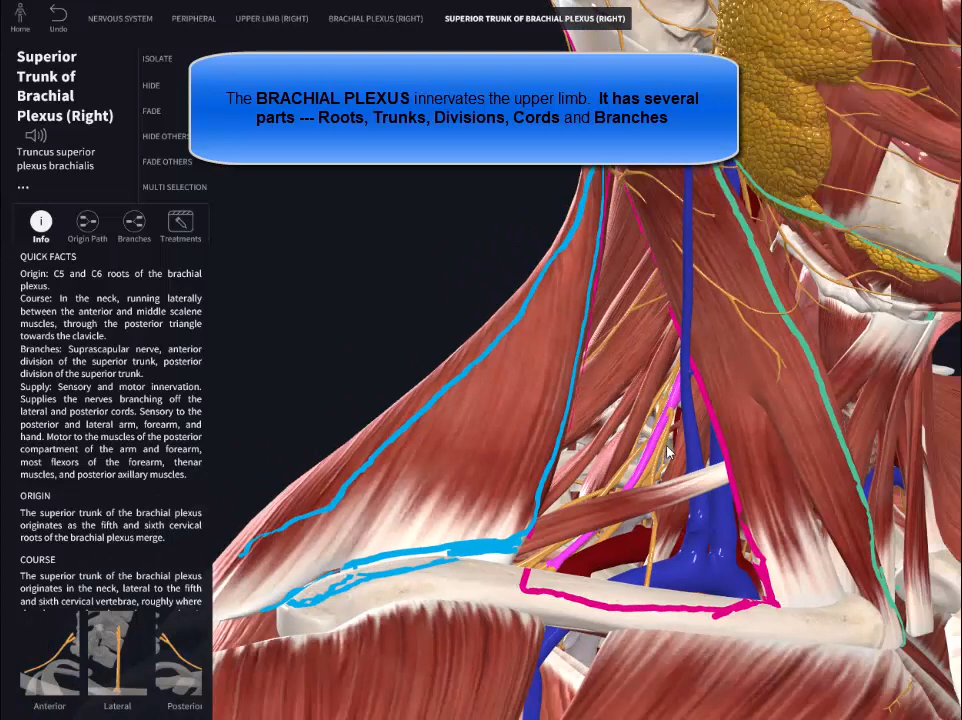 NERVOUS SYSTEM
PERIPHERAL
UPPER LIMB (RIGHT)
BRACHIAL PLEXUS (RIGHT)
SUPERIOR TRUNK OF BRACHIAL PLEXUS (RIGHT)
Home
Undo
Superior
Trunk of
Brachial
Plexus (Right)
Truncus superior
plexus brachialis
...
ISOLATE
HIDE
FADE
HIDE OTHERS
FADE OTHERS
MULTI SELECTION
The BRACHIAL PLEXUS innervates the upper limb. It has several
parts --- Roots, Trunks, Divisions, Cords and Branches
i
Info
Origin Path
Branches
Treatments
QUICK FACTS
Origin: C5 and C6 roots of the brachial
plexus.
Course: In the neck, running laterally
between the anterior and middle scalene
muscles, through the posterior triangle
towards the clavicle.
Branches: Suprascapular nerve, anterior
division of the superior trunk, posterior
division of the superior trunk.
Supply: Sensory and motor innervation.
Supplies the nerves branching off the
lateral and posterior cords. Sensory to the
posterior and lateral arm, forearm, and
hand. Motor to the muscles of the posterior
compartment of the arm and forearm,
most flexors of the forearm, thenar
muscles, and posterior axillary muscles.
ORIGIN
The superior trunk of the brachial plexus
originates as the fifth and sixth cervical
roots of the brachial plexus merge.
COURSE
The superior trunk of the brachial plexus
originates in the neck, lateral to the fifth
and sixth cervical vertebrae, roughly where
Anterior
Lateral
Posterior